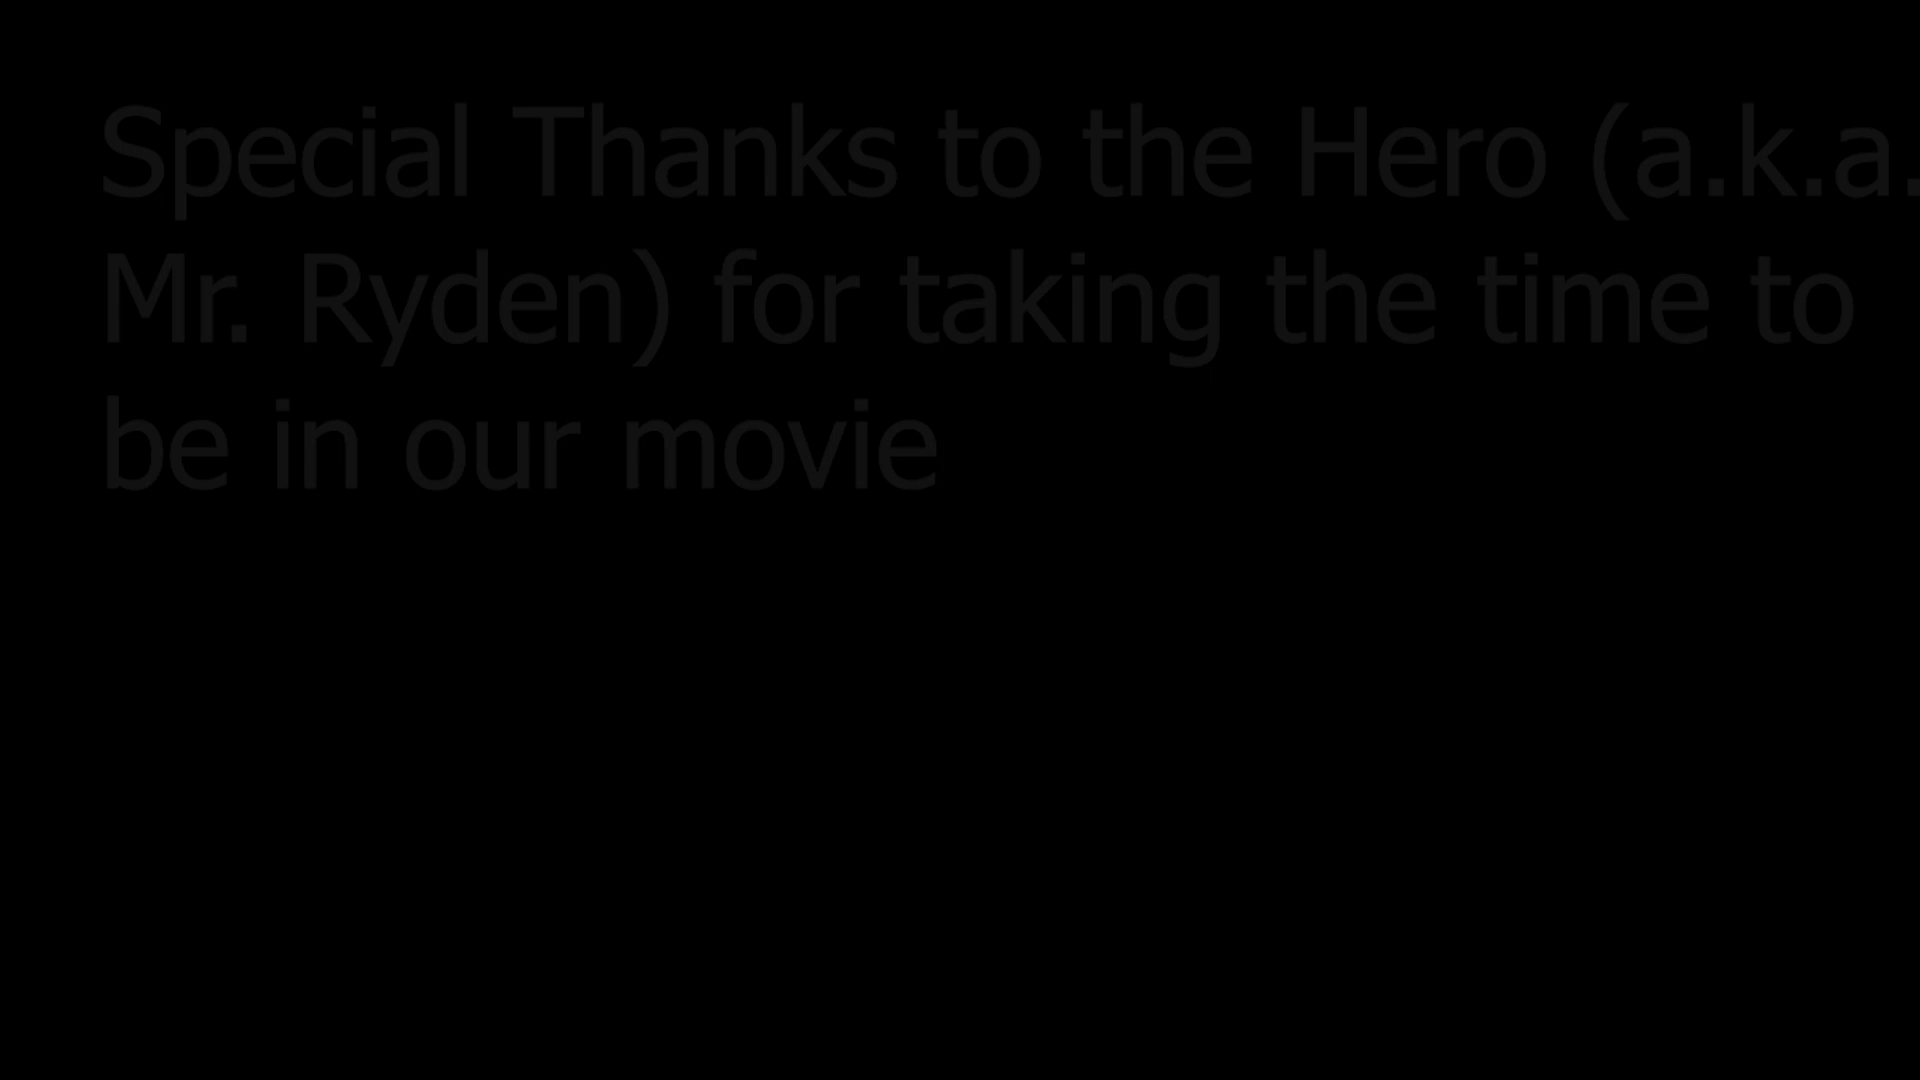 Special Thanks to the Hero (a.k.a.
Mr. Ryden) for taking the time to
be in our movie